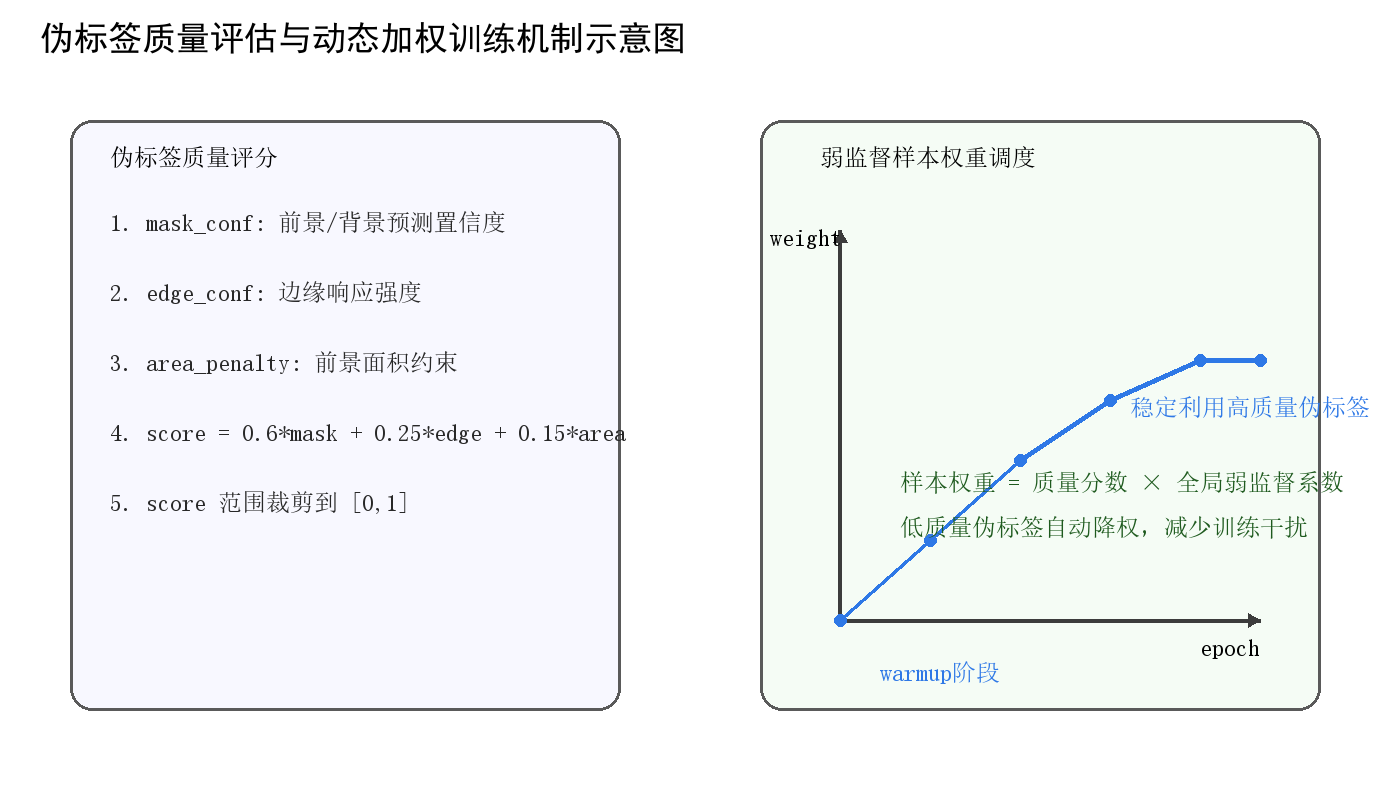 伪标签质量评估与动态加权训练机制示意图
伪标签质量评分
1. mask_conf: 前景/背景预测置信度
2. edge_conf: 边缘响应强度
3. area_penalty: 前景面积约束
4. score = 0.6*mask + 0.25*edge + 0.15*area
5. score 范围裁剪到 [0,1]
弱监督样本权重调度
weight
稳定利用高质量伪标签
样本权重 = 质量分数 × 全局弱监督系数
低质量伪标签自动降权，减少训练干扰
epoch
warmup阶段